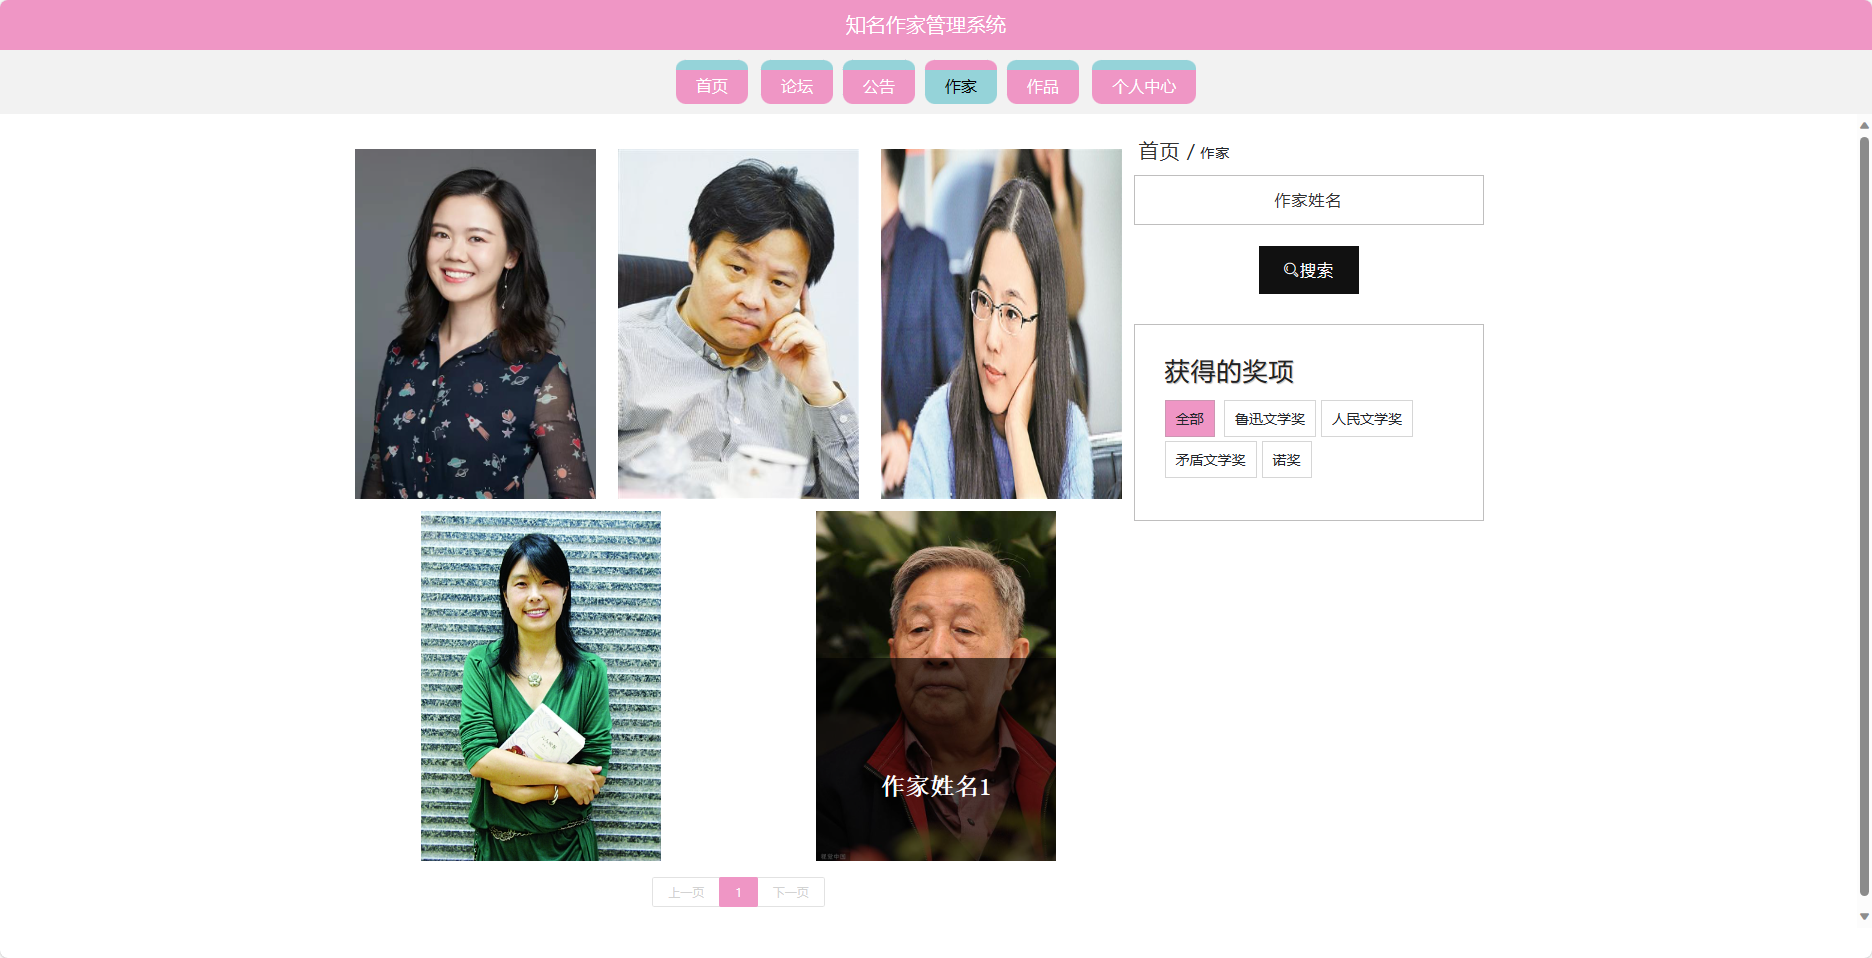 知名作家管理系统
首页 论坛 公告 作家 作品 个人中心
首页 / 作家
作家姓名
搜索
获得的奖项
全部 鲁迅文学奖 人民文学奖
矛盾文学奖 诺奖
作家姓名1
上一页 1 下一页